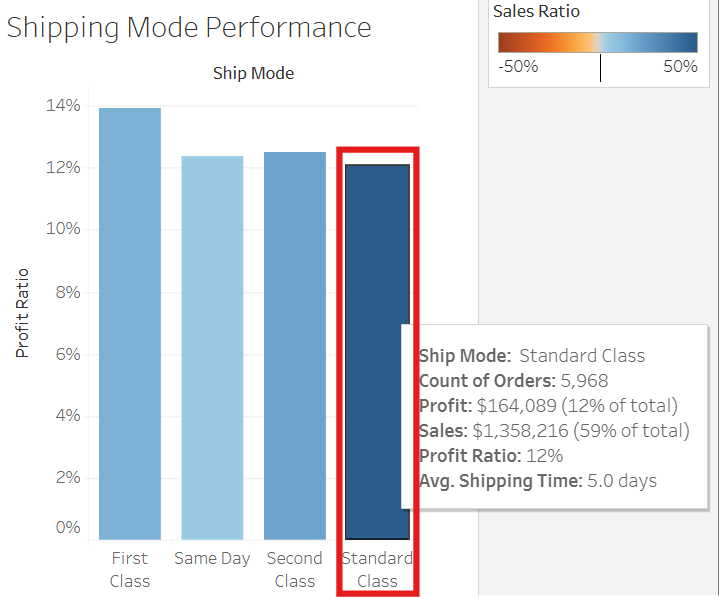 Shipping Mode Performance
Sales Ratio
-50%
50%
Ship Mode
14%
12%
10%
8%
6%
4%
2%
0%
Profit Ratio
Ship Mode: Standard Class
Count of Orders: 5,968
Profit: $164,089 (12% of total)
Sales: $1,358,216 (59% of total)
Profit Ratio: 12%
Avg. Shipping Time: 5.0 days
First
Class
Same Day
Second
Class
Standard
Class